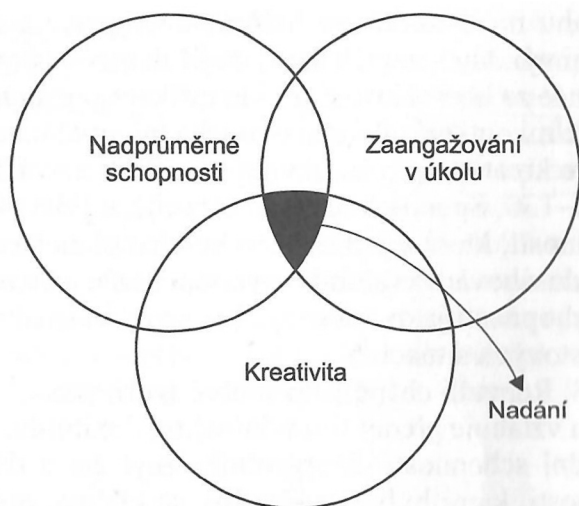 Nadprůměrné
schopnosti
Zaangažování
v úkolu
Kreativita
Nadání